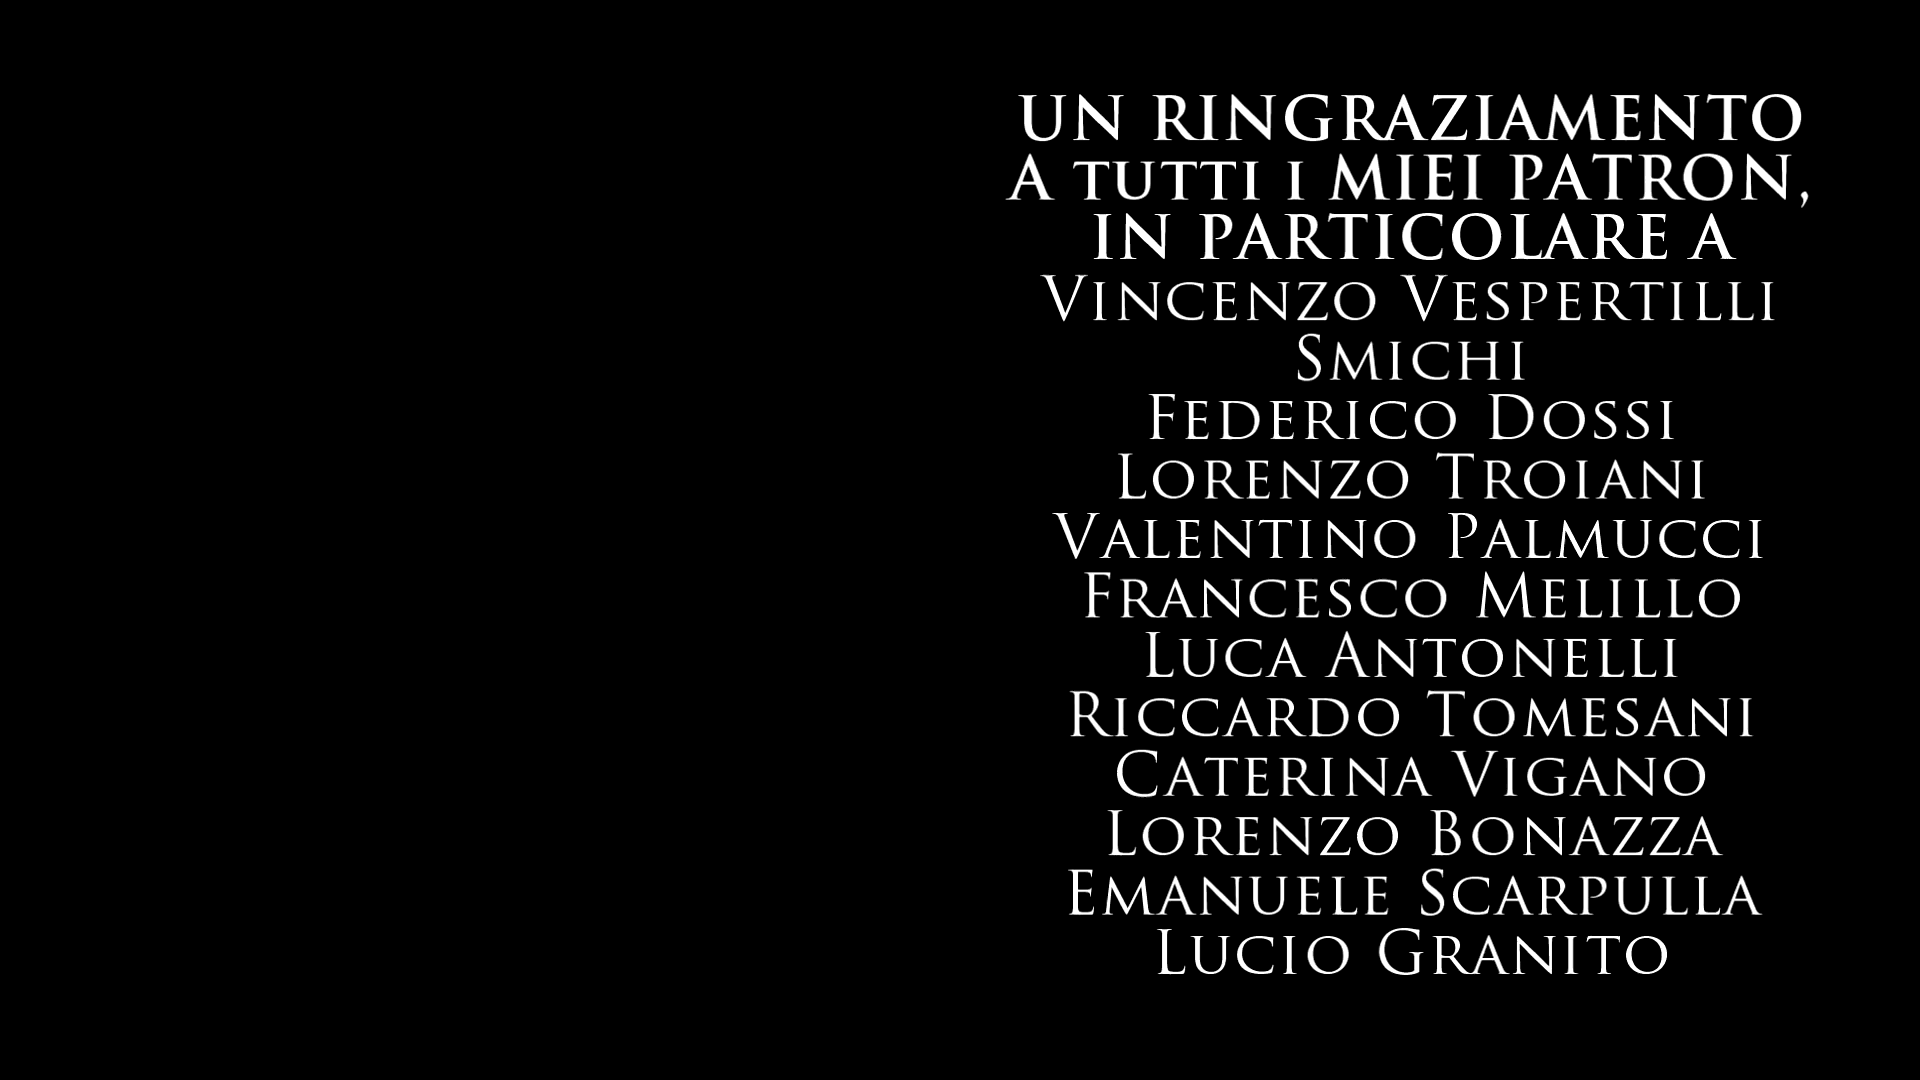 UN RINGRAZIAMENTO
A TUTTI I MIEI PATRON,
IN PARTICOLARE A
Vincenzo Vespertilli
Smichi
Federico Dossi
Lorenzo Troiani
Valentino Palmucci
Francesco Melillo
Luca Antonelli
Riccardo Tomesani
Caterina Vigano
Lorenzo Bonazza
Emanuele Scarpulla
Lucio Granito